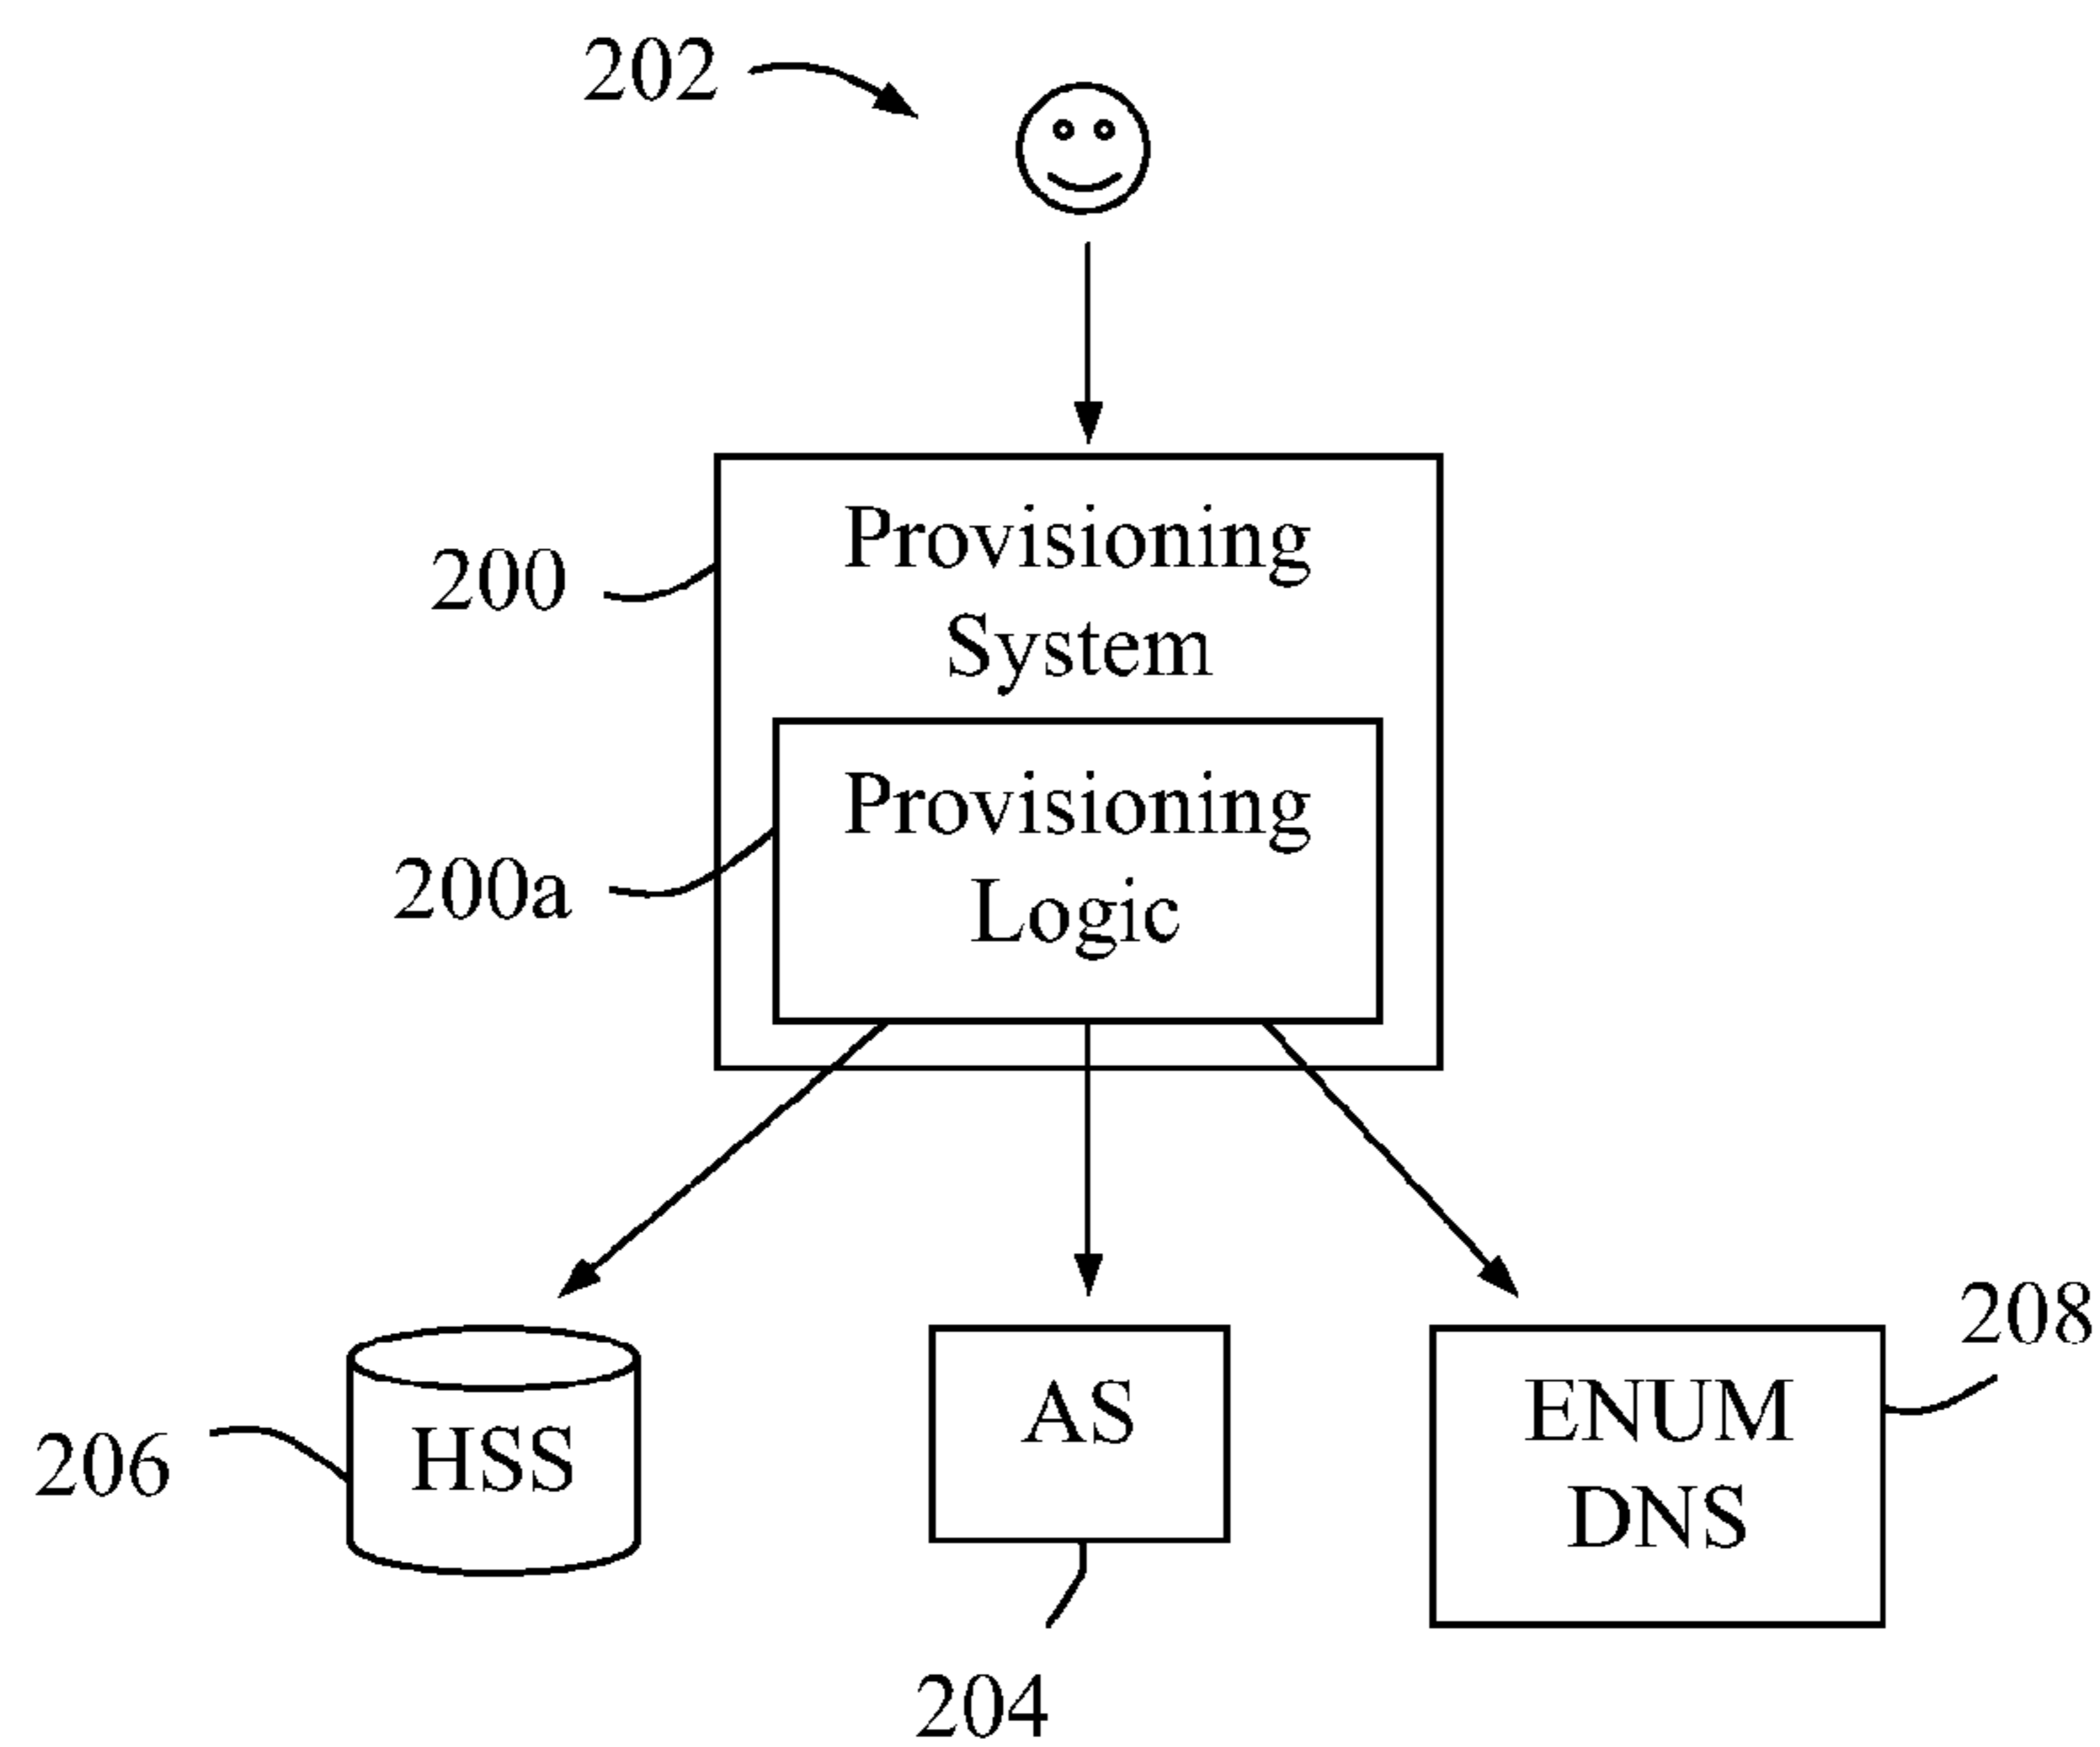 202
Provisioning
System
200
Provisioning
Logic
200a
208
HSS
AS
ENUM
DNS
206
204